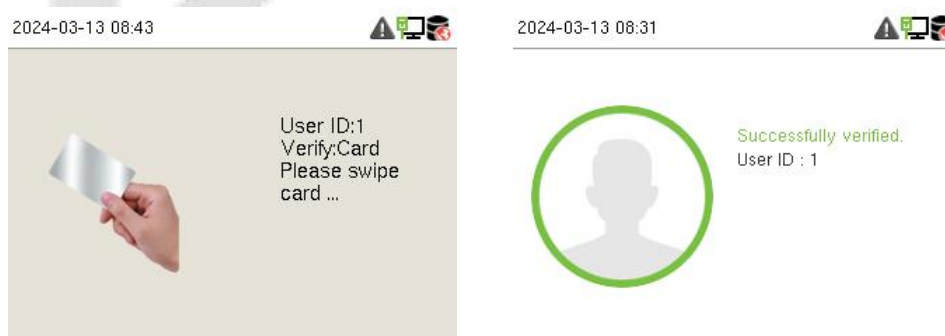 2024-03-13 08:43
User ID:1
Verify:Card
Please swipe
card ...
2024-03-13 08:31
Successfully verified.
User ID : 1